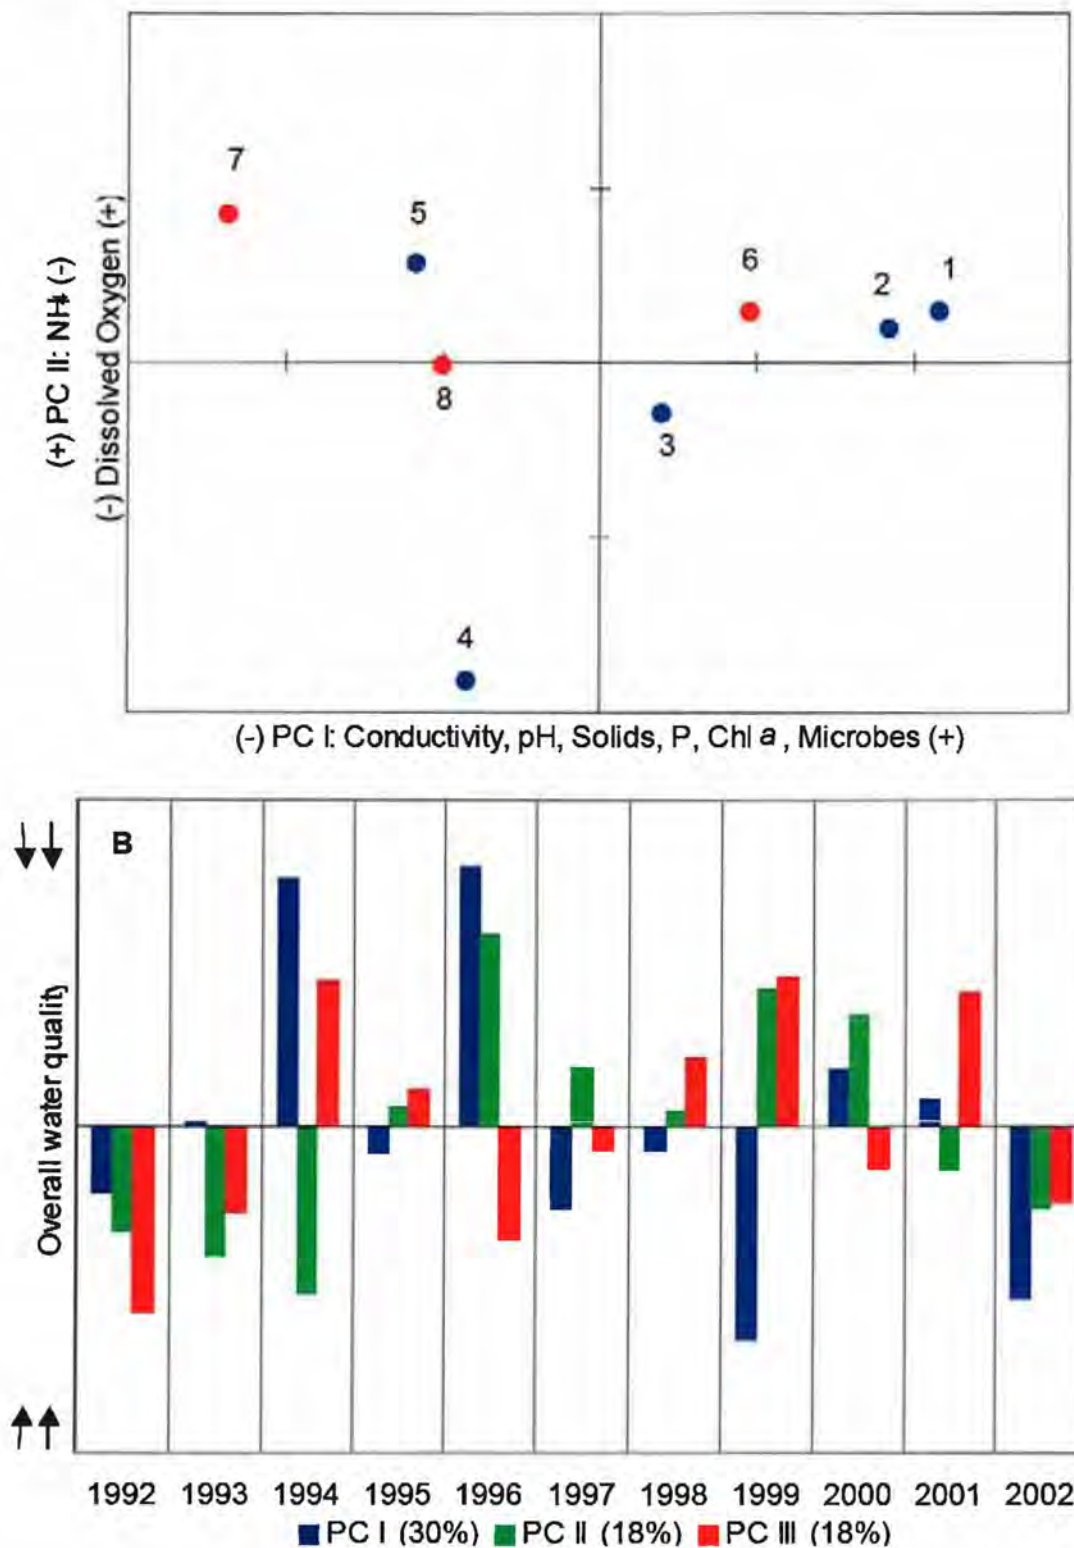 7
5
6
2
1
8
3
4
(+) PC II: NH4 (-)
(-) Dissolved Oxygen (+)
(-) PC I: Conductivity, pH, Solids, P, Chl a, Microbes (+)
B
Overall water quality
1992 1993 1994 1995 1996 1997 1998 1999 2000 2001 2002
PC I (30%) PC II (18%) PC III (18%)